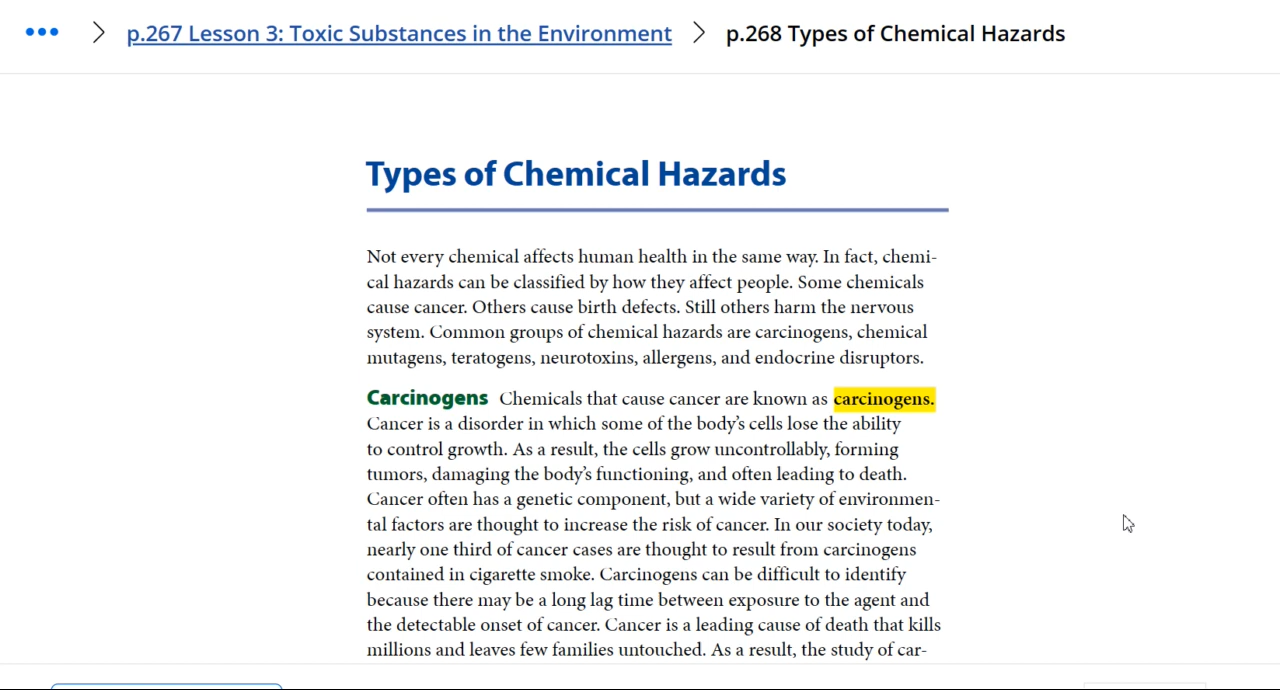 p.267 Lesson 3: Toxic Substances in the Environment > p.268 Types of Chemical Hazards
Types of Chemical Hazards
Not every chemical affects human health in the same way. In fact, chemi-
cal hazards can be classified by how they affect people. Some chemicals
cause cancer. Others cause birth defects. Still others harm the nervous
system. Common groups of chemical hazards are carcinogens, chemical
mutagens, teratogens, neurotoxins, allergens, and endocrine disruptors.
Carcinogens Chemicals that cause cancer are known as carcinogens.
Cancer is a disorder in which some of the body's cells lose the ability
to control growth. As a result, the cells grow uncontrollably, forming
tumors, damaging the body's functioning, and often leading to death.
Cancer often has a genetic component, but a wide variety of environmen-
tal factors are thought to increase the risk of cancer. In our society today,
nearly one third of cancer cases are thought to result from carcinogens
contained in cigarette smoke. Carcinogens can be difficult to identify
because there may be a long lag time between exposure to the agent and
the detectable onset of cancer. Cancer is a leading cause of death that kills
millions and leaves few families untouched. As a result, the study of car-